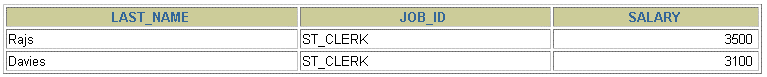 LAST_NAME JOB_ID SALARY
Rajs ST_CLERK 3500
Davies ST_CLERK 3100